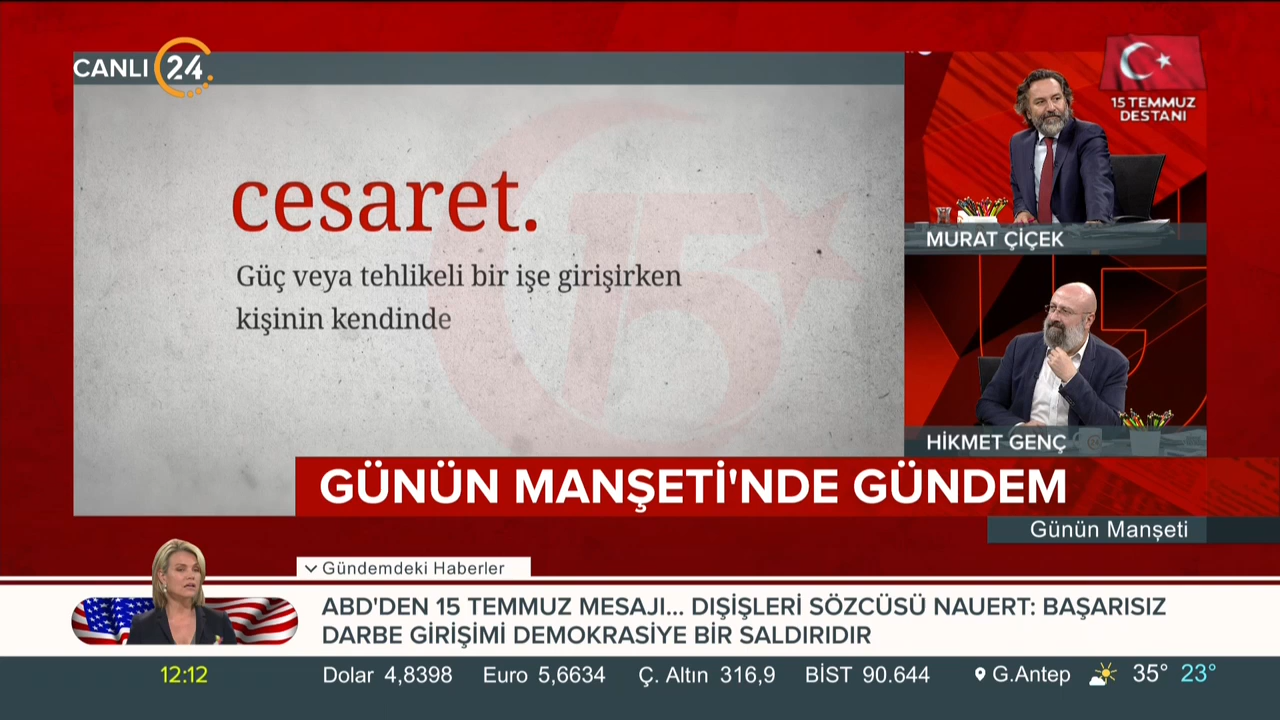 CANLI 24
15 TEMMUZ
DESTANI
cesaret.
Güç veya tehlikeli bir işe girişirken
kişinin kendinde
15
MURAT ÇİÇEK
HİKMET GENÇ
GÜNÜN MANŞETİ'NDE GÜNDEM
Günün Manşeti
Gündemdeki Haberler
ABD'DEN 15 TEMMUZ MESAJI... DIŞİŞLERİ SÖZCÜSÜ NAUERT: BAŞARISIZ
DARBE GİRİŞİMİ DEMOKRASİYE BİR SALDIRIDIR
12:12 Dolar 4,8398 Euro 5,6634 Ç. Altın 316,9 BİST 90.644 G.Antep 35° 23°